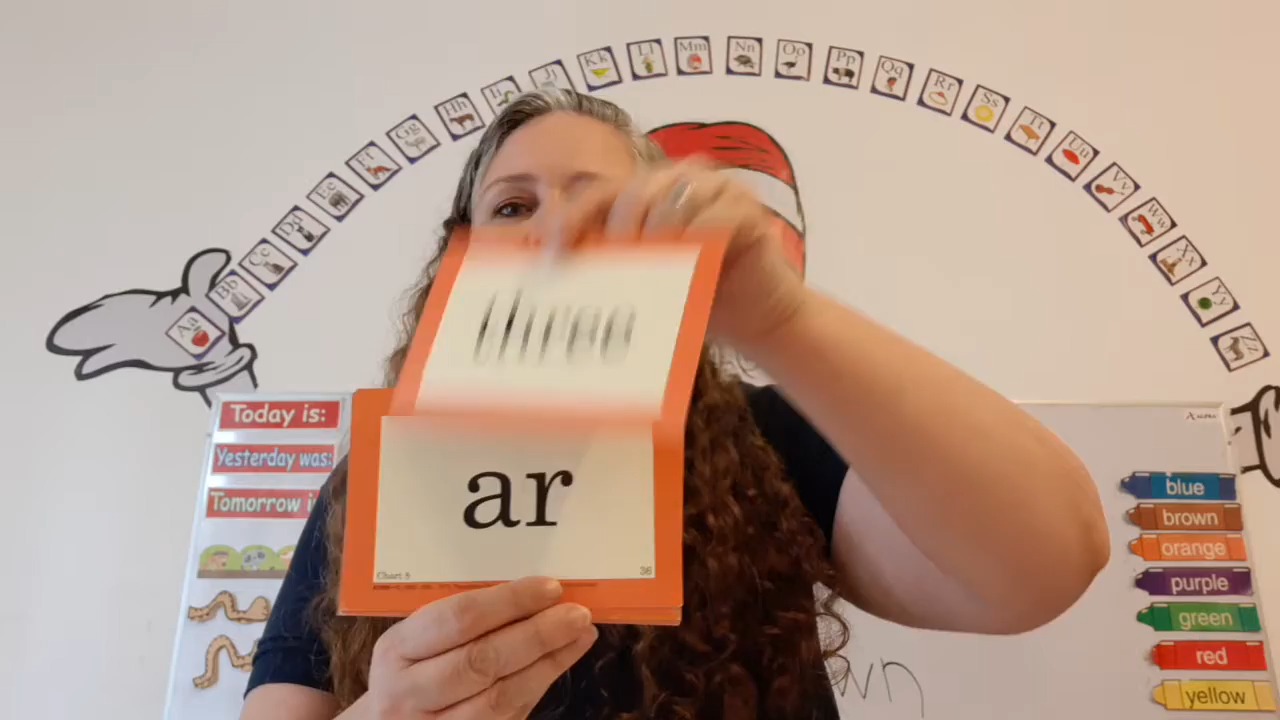 Aa
Bb
Cc
Dd
Ee
Ff
Gg
Hh
Ii
Jj
Kk
Ll
Mm
Nn
Oo
Pp
Qq
Rr
Ss
Tt
Uu
Vv
Ww
Xx
Yy
Zz
three
ar
Chart 5
36
Today is:
Yesterday was:
Tomorrow i
blue
brown
orange
purple
green
red
yellow